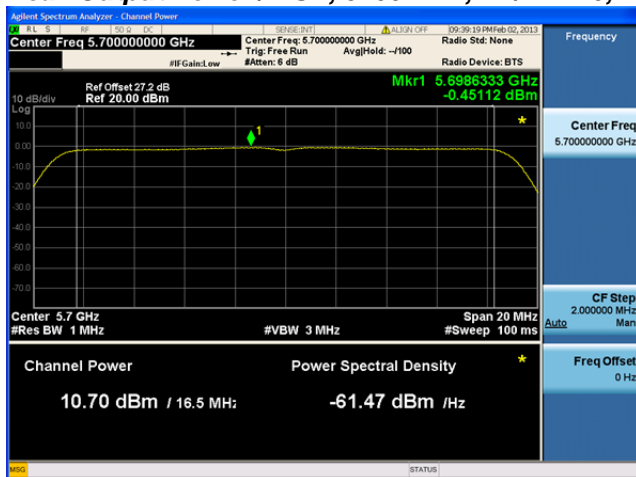 Agilent Spectrum Analyzer - Channel Power
RL S RF 50 Ω DC SENSE:INT ALIGN OFF 09:39:19 PM Feb 02, 2013
Center Freq 5.700000000 GHz
Center Freq: 5.700000000 GHz
Radio Std: None
Trig: Free Run Avg|Hold: --/100
#IFGain:Low #Atten: 6 dB Radio Device: BTS
Frequency
Ref Offset 27.2 dB
Mkr1 5.6986333 GHz
10 dB/div Ref 20.00 dBm -0.45112 dBm
Log
10.0
0.00
-10.0
-20.0
-30.0
-40.0
-50.0
-60.0
-70.0
1
Center Freq
5.700000000 GHz
Center 5.7 GHz Span 20 MHz
#Res BW 1 MHz #VBW 3 MHz #Sweep 100 ms
CF Step
2.000000 MHz
Auto Man
Channel Power Power Spectral Density
10.70 dBm / 16.5 MHz -61.47 dBm /Hz
Freq Offset
0 Hz
MSG STATUS